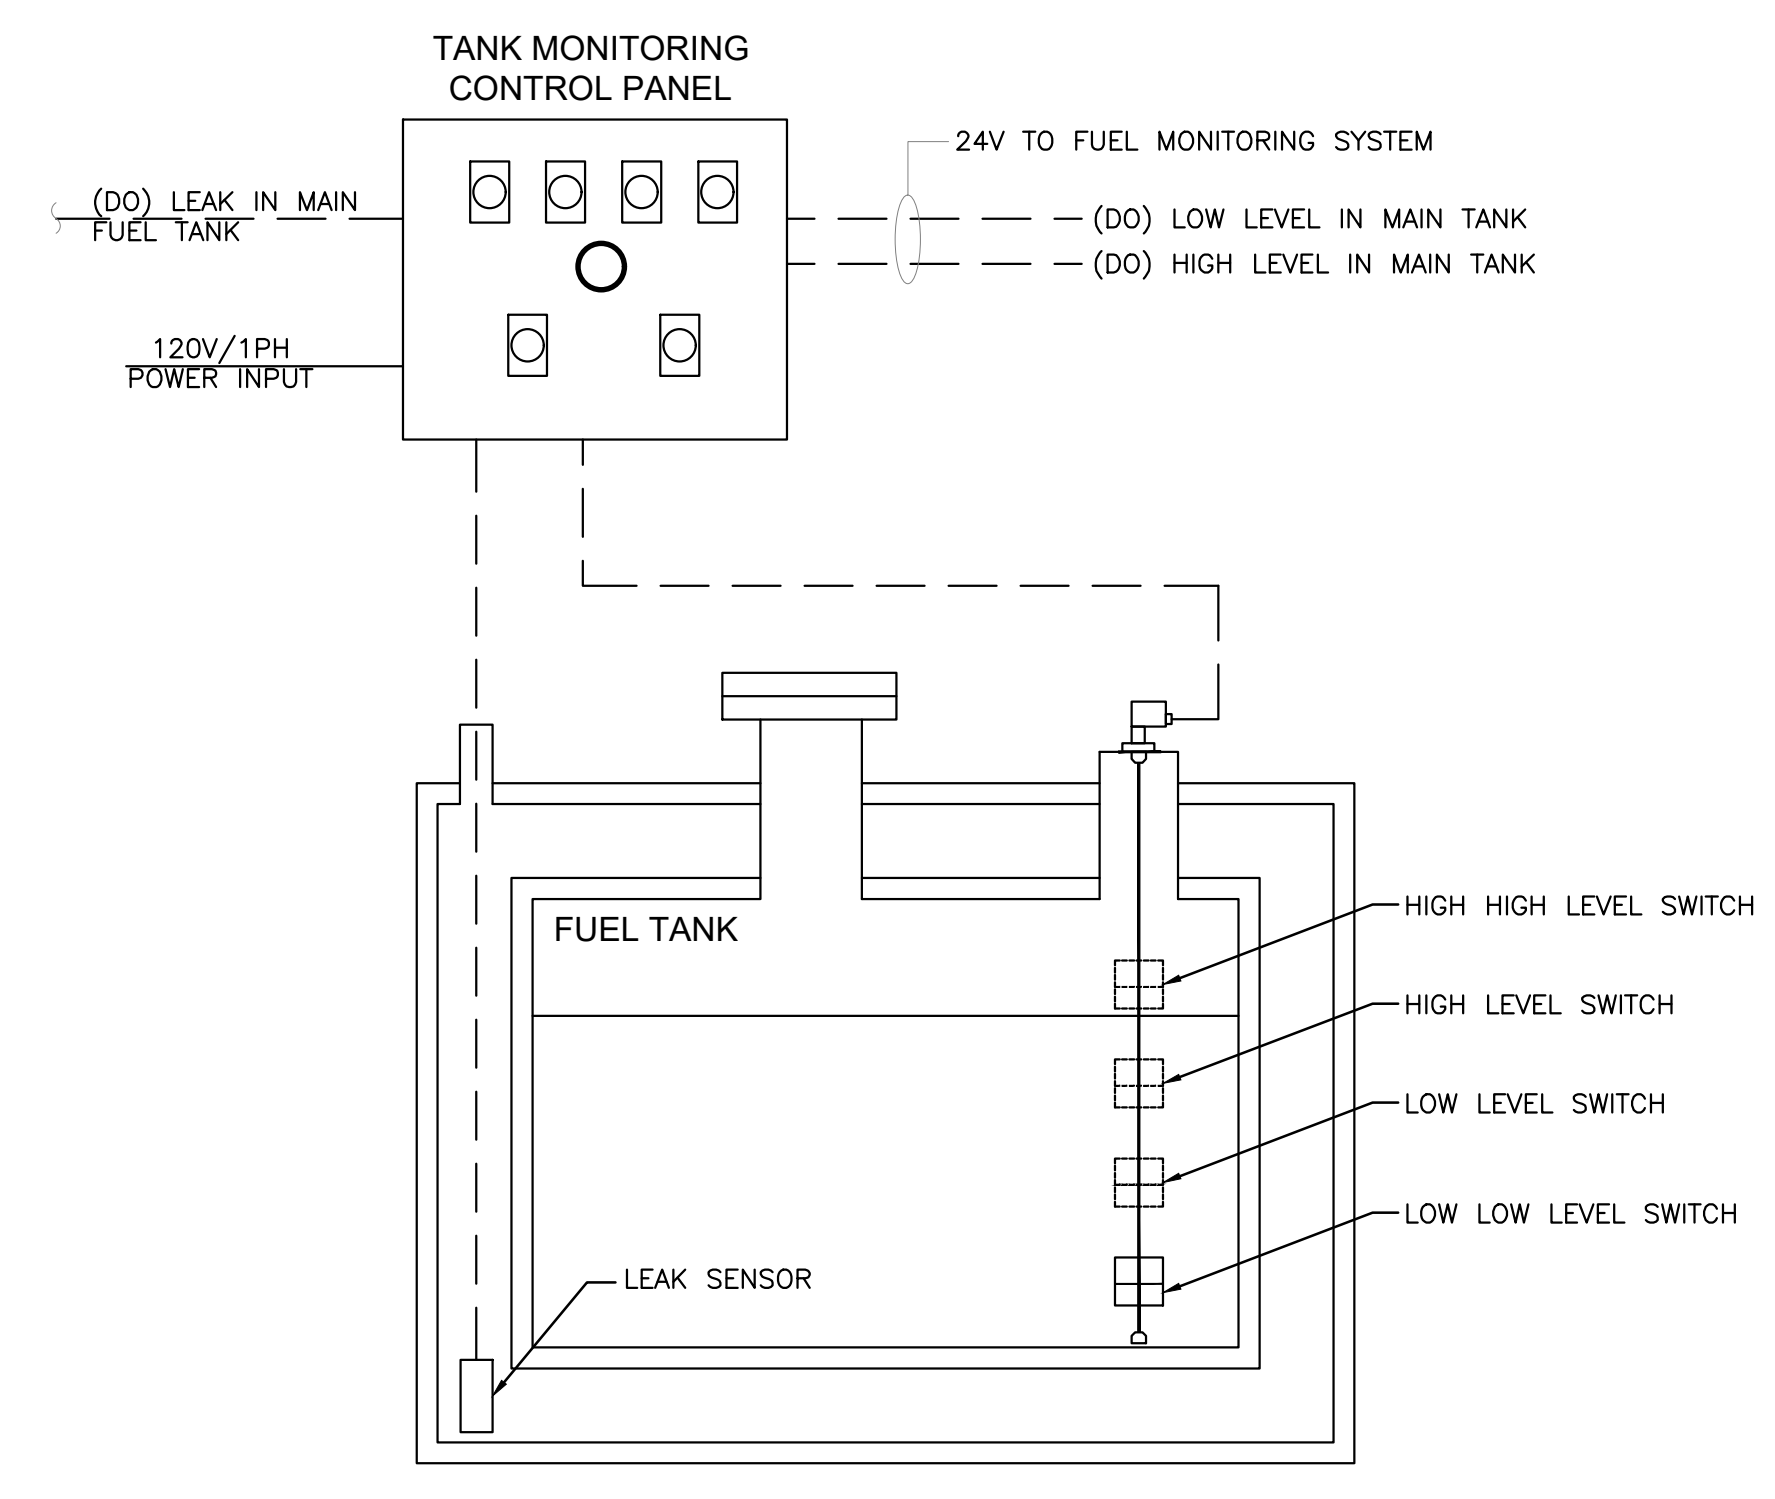 TANK MONITORING
CONTROL PANEL
24V TO FUEL MONITORING SYSTEM
(DO) LEAK IN MAIN
FUEL TANK
(DO) LOW LEVEL IN MAIN TANK
(DO) HIGH LEVEL IN MAIN TANK
120V/1PH
POWER INPUT
FUEL TANK
HIGH HIGH LEVEL SWITCH
HIGH LEVEL SWITCH
LOW LEVEL SWITCH
LOW LOW LEVEL SWITCH
LEAK SENSOR